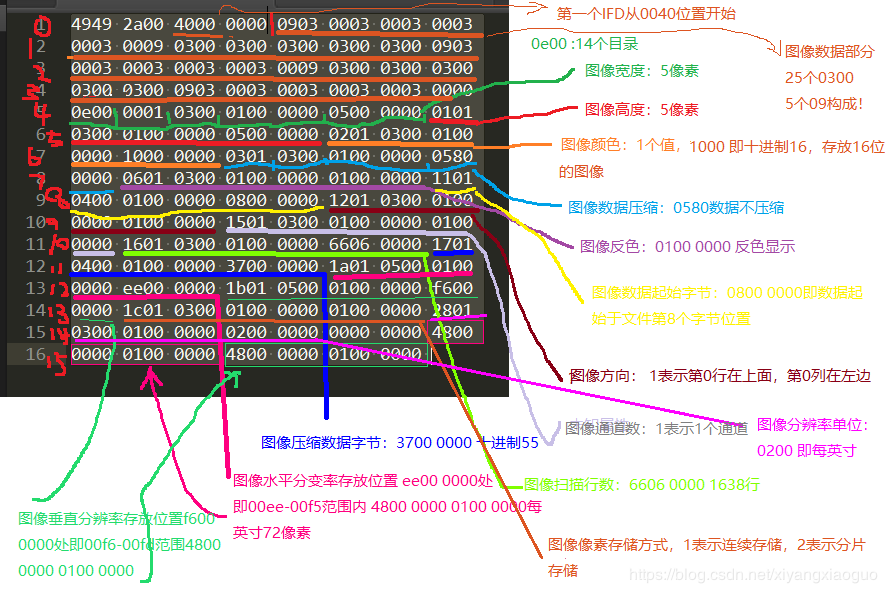 1 4949 2a00 4000 0000 0903 0003 0003 0003
2 0003 0009 0300 0300 0300 0300 0300 0903
3 0003 0003 0003 0003 0009 0300 0300 0300
4 0300 0300 0903 0003 0003 0003 0003 0000
5 0e00 0001 0300 0100 0000 0500 0000 0101
6 0300 0100 0000 0500 0000 0201 0300 0100
7 0000 1000 0000 0301 0300 0100 0000 0580
8 0000 0601 0300 0100 0000 0100 0000 1101
9 0400 0100 0000 0800 0000 1201 0300 0100
10 0000 0100 0000 1501 0300 0100 0000 0100
11 0000 1601 0300 0100 0000 6606 0000 1701
12 0400 0100 0000 3700 0000 1a01 0500 0100
13 0000 ee00 0000 1b01 0500 0100 0000 f600
14 0000 1c01 0300 0100 0000 0100 0000 2801
15 0300 0100 0000 0200 0000 0000 0000 4800
16 0000 0100 0000 4800 0000 0100 0000
第一个IFD从0040位置开始
0e00 :14个目录
图像数据部分
25个0300
5个09构成！
图像宽度：5像素
图像高度：5像素
图像颜色：1个值，1000 即十进制16，存放16位
的图像
图像数据压缩：0580数据不压缩
图像反色：0100 0000 反色显示
图像数据起始字节：0800 0000即数据起
始于文件第8个字节位置
图像方向： 1表示第0行在上面，第0列在左边
图像通道数：1表示1个通道
图像分辨率单位：
0200 即每英寸
图像压缩数据字节：3700 0000 十进制55
图像水平分变率存放位置 ee00 0000处
即00ee-00f5范围内 4800 0000 0100 0000每
英寸72像素
图像扫描行数：6606 0000 1638行
图像垂直分辨率存放位置f600
0000处即00f6-00fd范围4800
0000 0100 0000
图像像素存储方式，1表示连续存储，2表示分片
存储
https://blog.csdn.net/xiyangxiaoguo